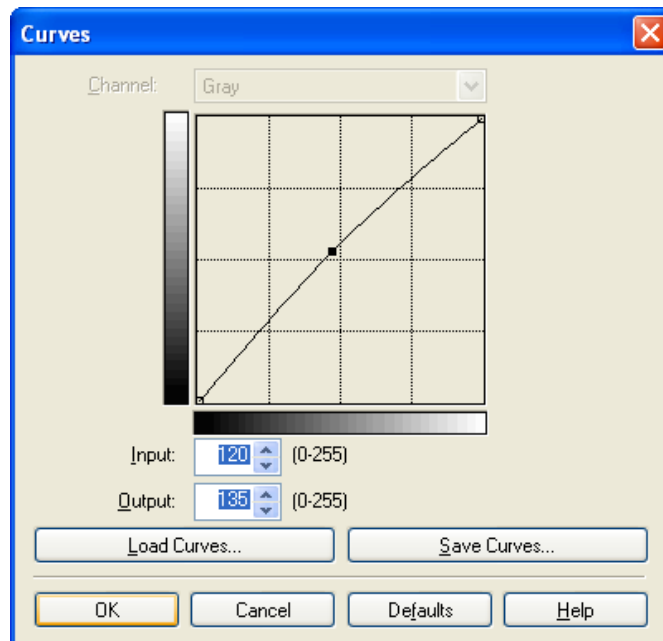 Curves
Channel: Gray
Input: 120 (0-255)
Output: 135 (0-255)
Load Curves... Save Curves...
OK Cancel Defaults Help